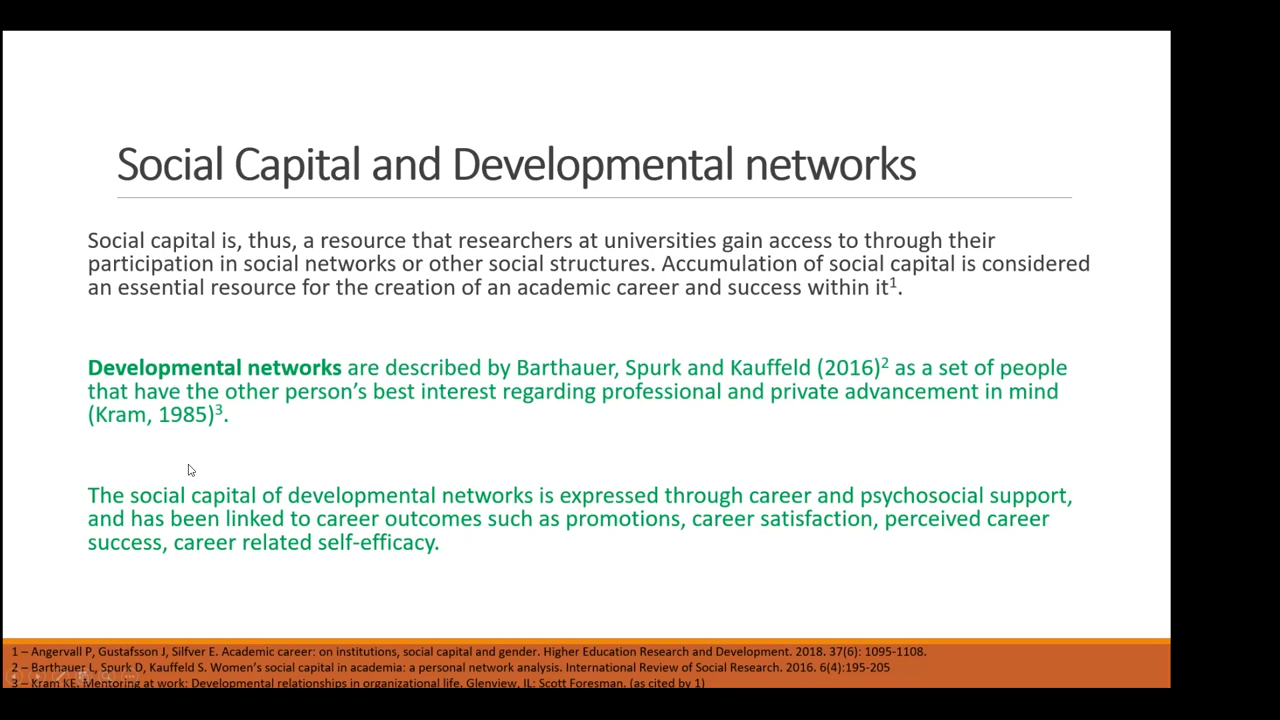 Social Capital and Developmental networks
Social capital is, thus, a resource that researchers at universities gain access to through their
participation in social networks or other social structures. Accumulation of social capital is considered
an essential resource for the creation of an academic career and success within it¹.
Developmental networks are described by Barthauer, Spurk and Kauffeld (2016)² as a set of people
that have the other person’s best interest regarding professional and private advancement in mind
(Kram, 1985)³.
The social capital of developmental networks is expressed through career and psychosocial support,
and has been linked to career outcomes such as promotions, career satisfaction, perceived career
success, career related self-efficacy.
1 – Angervall P, Gustafsson J, Silfver E. Academic career: on institutions, social capital and gender. Higher Education Research and Development. 2018. 37(6): 1095-1108.
2 – Barthauer L, Spurk D, Kauffeld S. Women’s social capital in academia: a personal network analysis. International Review of Social Research. 2016. 6(4):195-205
3 – Kram KE. Mentoring at work: Developmental relationships in organizational life. Glenview, IL: Scott Foresman. (as cited by 1)